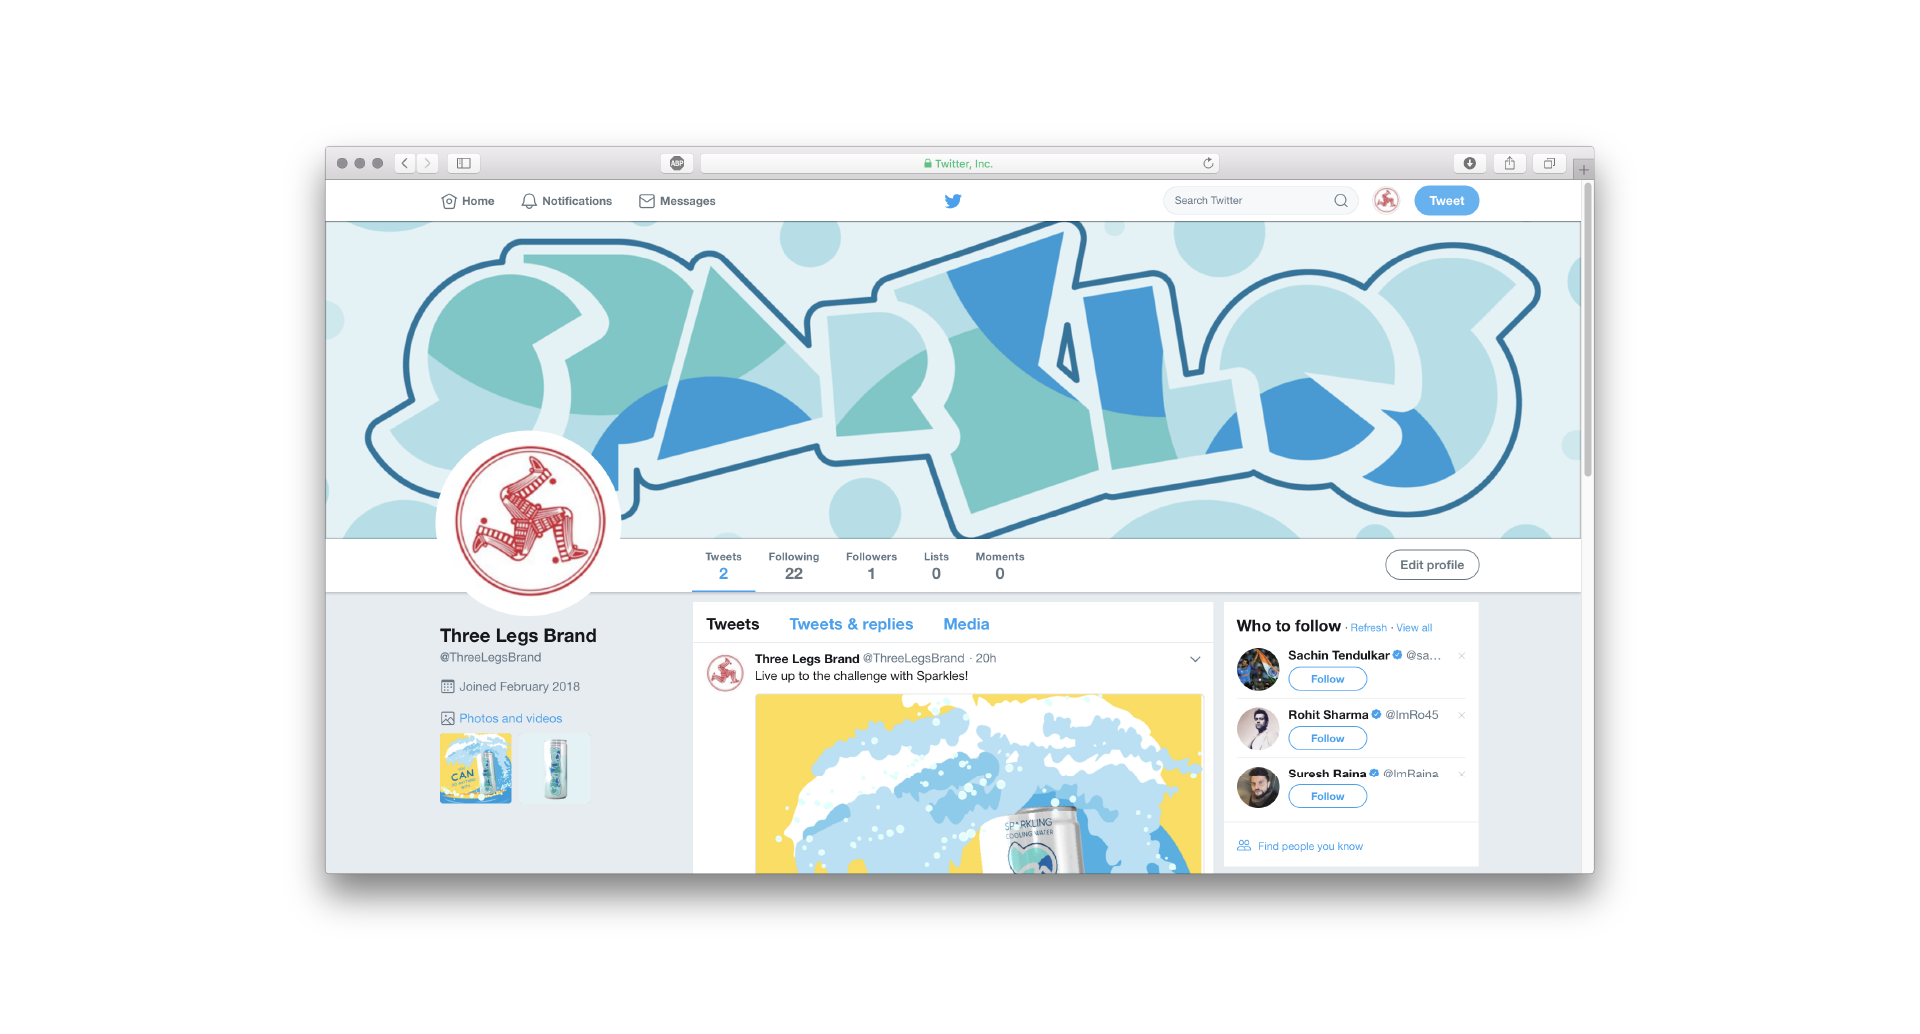 ABP
Twitter, Inc.
Home
Notifications
Messages
Search Twitter
Tweet
SPARKLES
Tweets
2
Following
22
Followers
1
Lists
0
Moments
0
Edit profile
Three Legs Brand
@ThreeLegsBrand
Joined February 2018
Photos and videos
CAN
Tweets
Tweets & replies
Media
Three Legs Brand @ThreeLegsBrand · 20h
Live up to the challenge with Sparkles!
SPARKLING
COOLING WATER
Who to follow · Refresh · View all
Sachin Tendulkar @sa...
Follow
Rohit Sharma @ImRo45
Follow
Suresh Raina @ImRaina
Follow
Find people you know